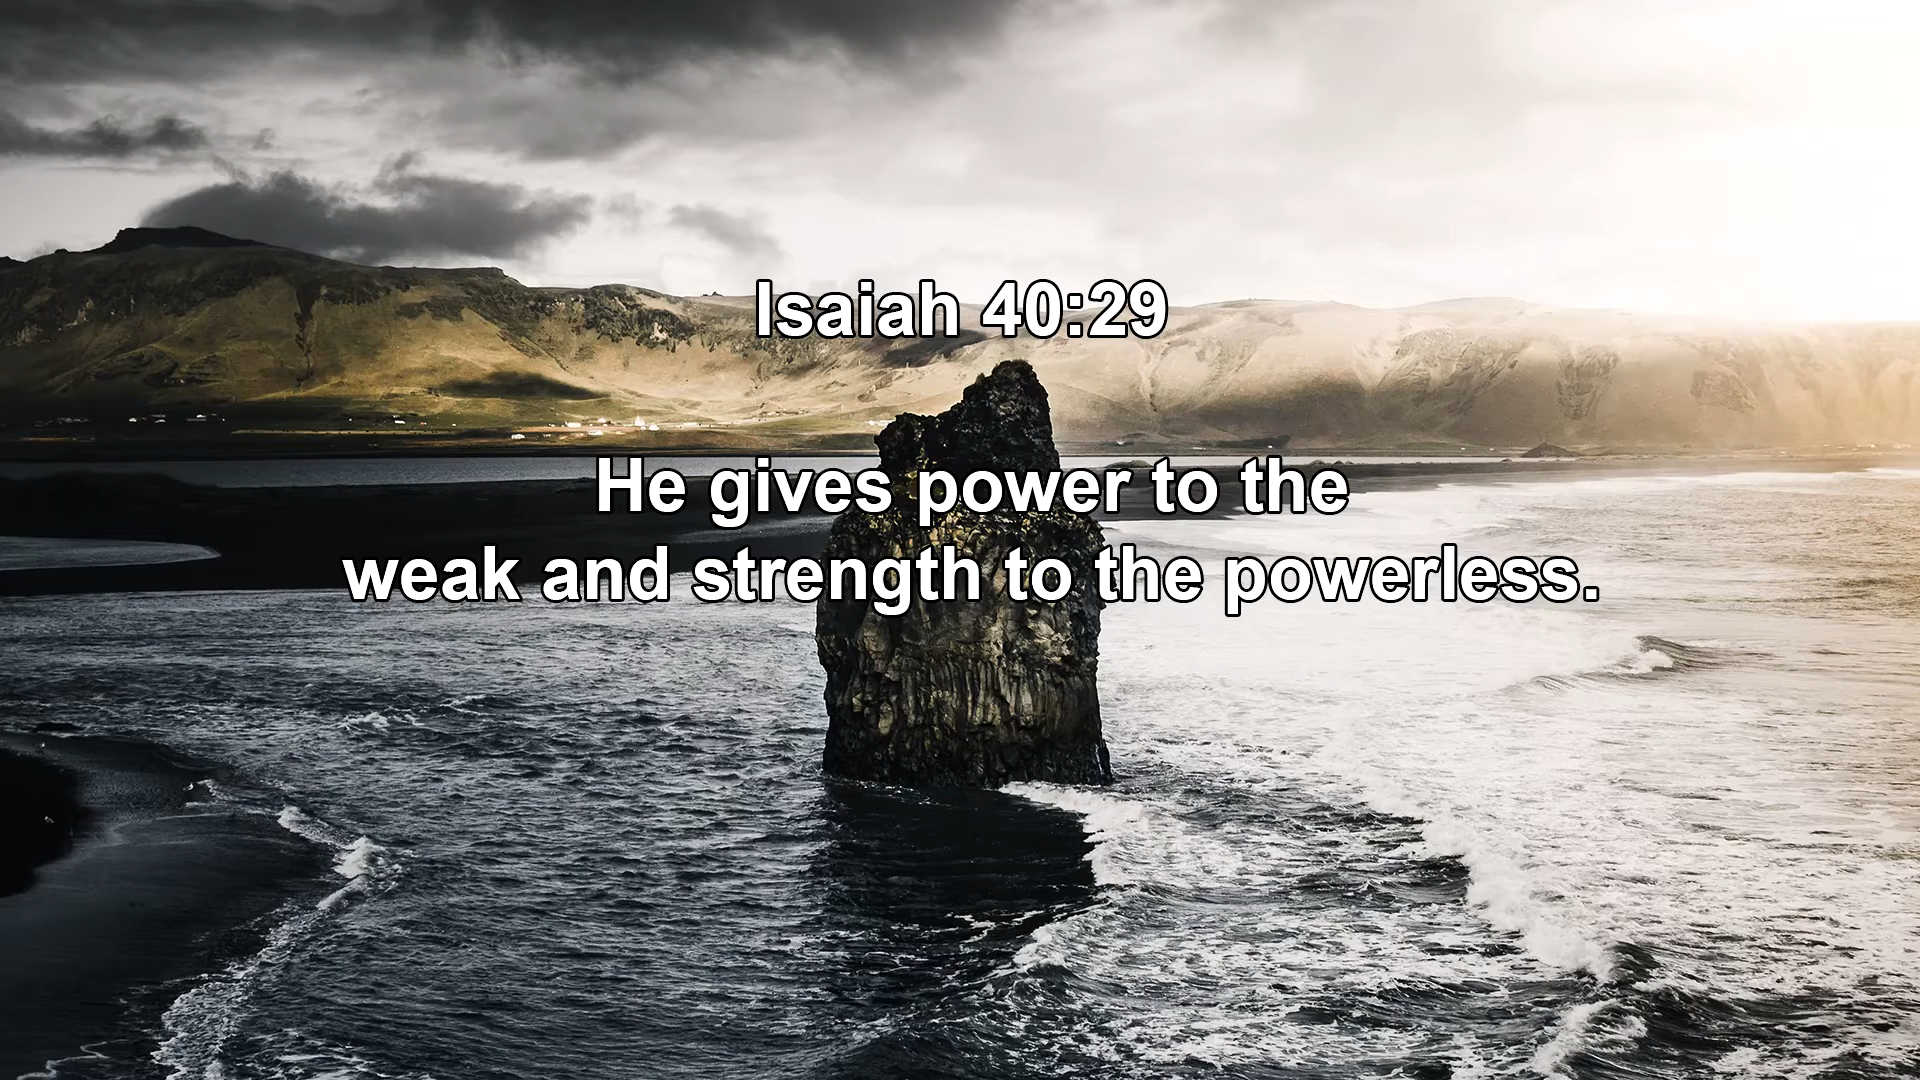 Isaiah 40:29
He gives power to the
weak and strength to the powerless.